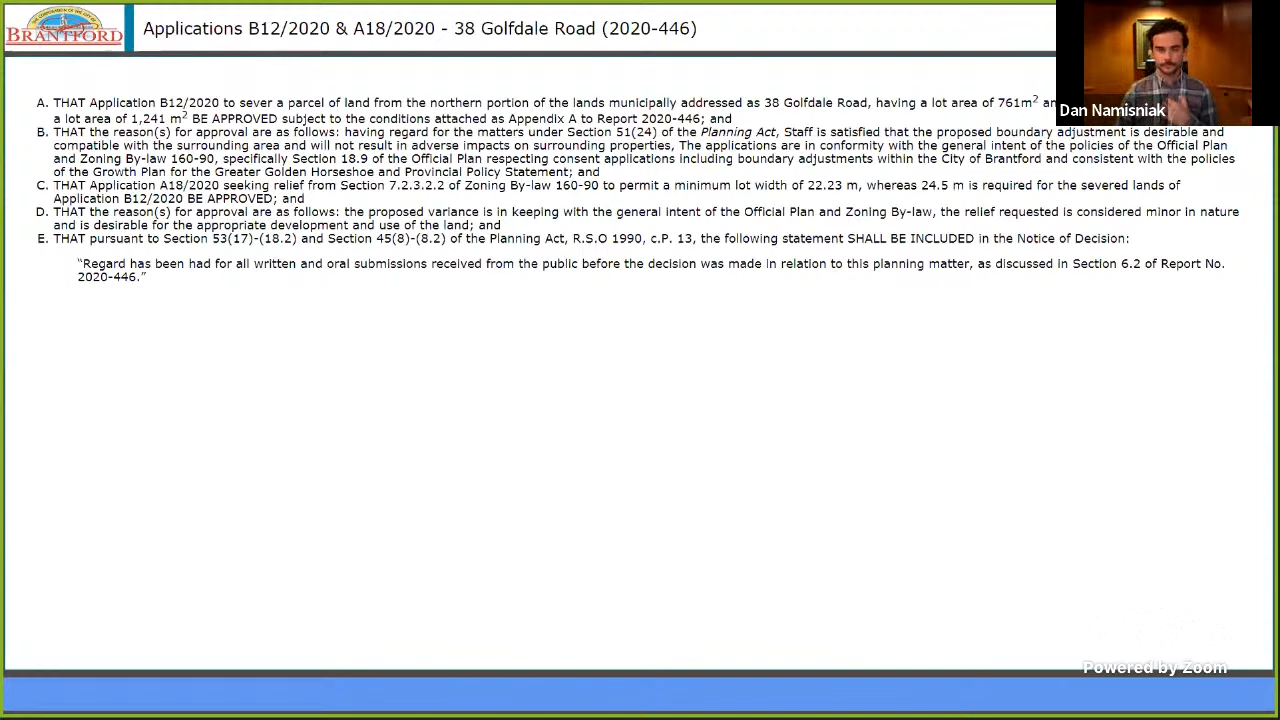 THE CORPORATION OF THE CITY OF
BRANTFORD
Applications B12/2020 & A18/2020 - 38 Golfdale Road (2020-446)
Dan Namisniak
A. THAT Application B12/2020 to sever a parcel of land from the northern portion of the lands municipally addressed as 38 Golfdale Road, having a lot area of 761m²
a lot area of 1,241 m² BE APPROVED subject to the conditions attached as Appendix A to Report 2020-446; and
B. THAT the reason(s) for approval are as follows: having regard for the matters under Section 51(24) of the Planning Act, Staff is satisfied that the proposed boundary adjustment is desirable and
compatible with the surrounding area and will not result in adverse impacts on surrounding properties, The applications are in conformity with the general intent of the policies of the Official Plan
and Zoning By-law 160-90, specifically Section 18.9 of the Official Plan respecting consent applications including boundary adjustments within the City of Brantford and consistent with the policies
of the Growth Plan for the Greater Golden Horseshoe and Provincial Policy Statement; and
C. THAT Application A18/2020 seeking relief from Section 7.2.3.2.2 of Zoning By-law 160-90 to permit a minimum lot width of 22.23 m, whereas 24.5 m is required for the severed lands of
Application B12/2020 BE APPROVED; and
D. THAT the reason(s) for approval are as follows: the proposed variance is in keeping with the general intent of the Official Plan and Zoning By-law, the relief requested is considered minor in nature
and is desirable for the appropriate development and use of the land; and
E. THAT pursuant to Section 53(17)-(18.2) and Section 45(8)-(8.2) of the Planning Act, R.S.O 1990, c.P. 13, the following statement SHALL BE INCLUDED in the Notice of Decision:
“Regard has been had for all written and oral submissions received from the public before the decision was made in relation to this planning matter, as discussed in Section 6.2 of Report No.
2020-446.”
Powered by Zoom